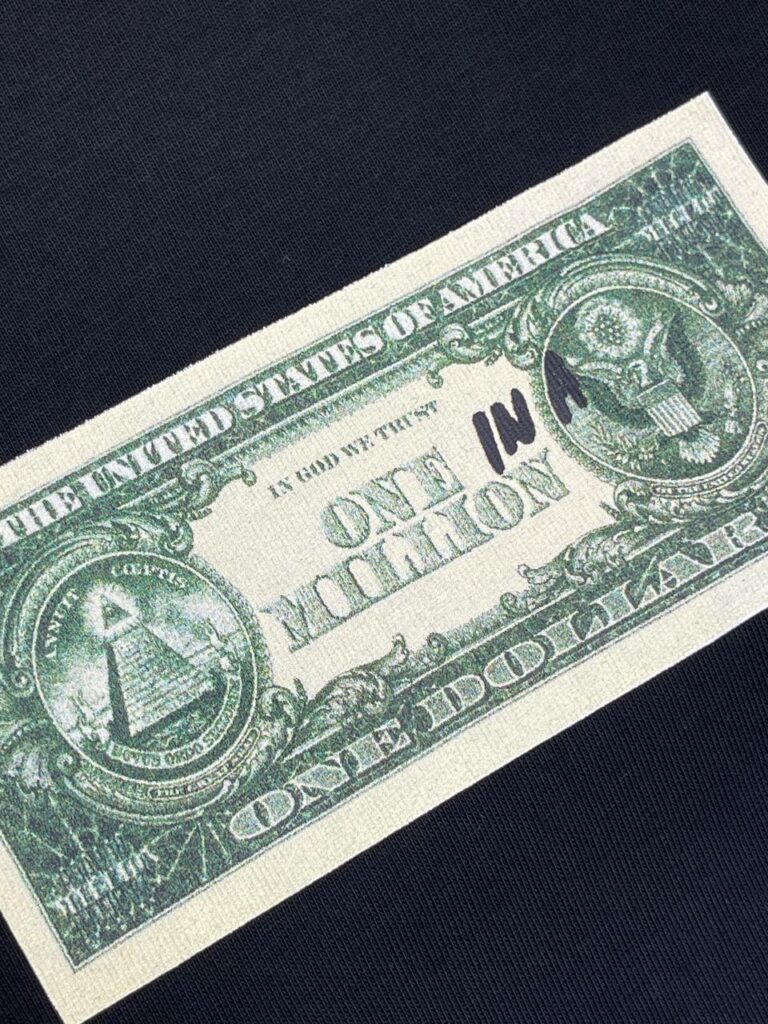 THE UNITED STATES OF AMERICA
IN GOD WE TRUST
IN A
ONE
MILLION
ONE DOLLAR